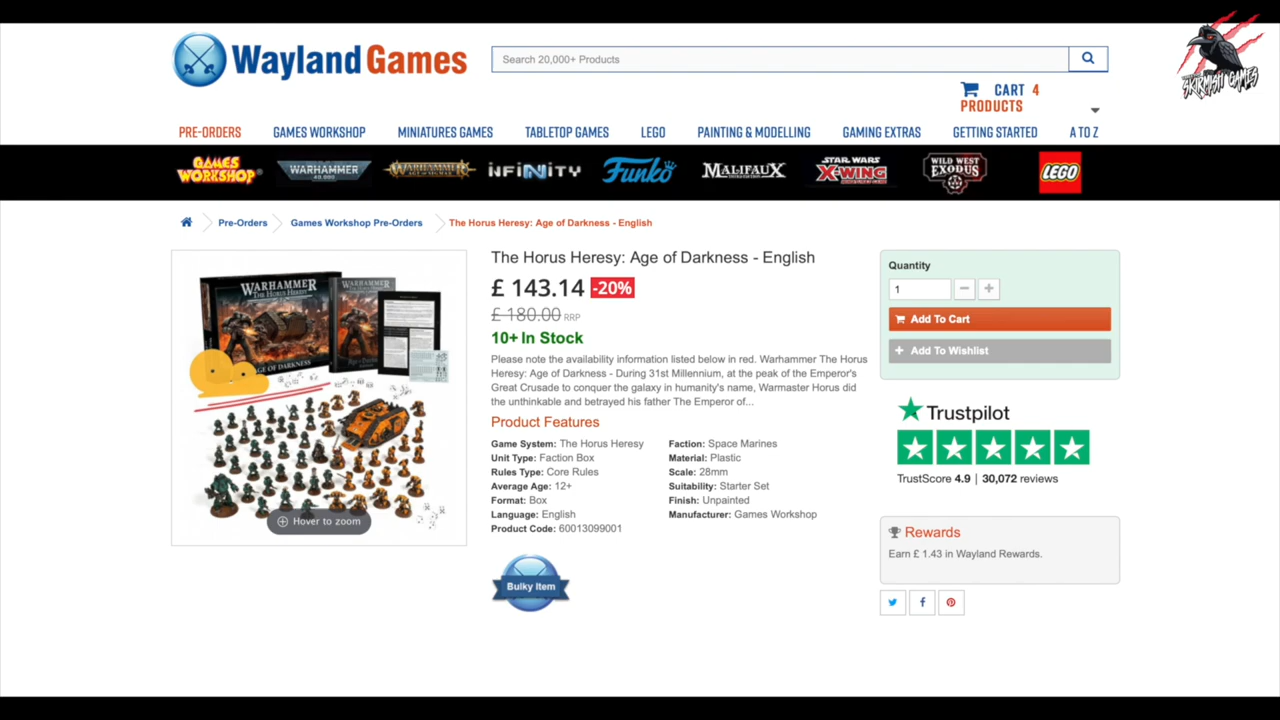 Wayland Games
Search 20,000+ Products
SKIRMISH GAMES
CART 4
PRODUCTS
PRE-ORDERS GAMES WORKSHOP MINIATURES GAMES TABLETOP GAMES LEGO PAINTING & MODELLING GAMING EXTRAS GETTING STARTED A TO Z
GAMES WORKSHOP WARHAMMER 40,000 WARHAMMER AGE OF SIGMAR INFINITY Funko MALIFAUX STAR WARS X-WING WILD WEST EXODUS LEGO
Pre-Orders Games Workshop Pre-Orders The Horus Heresy: Age of Darkness - English
WARHAMMER
THE HORUS HERESY
AGE OF DARKNESS
WARHAMMER
Hover to zoom
The Horus Heresy: Age of Darkness - English
£ 143.14 -20%
£ 180.00 RRP
10+ In Stock
Please note the availability information listed below in red. Warhammer The Horus
Heresy: Age of Darkness - During 31st Millennium, at the peak of the Emperor's
Great Crusade to conquer the galaxy in humanity's name, Warmaster Horus did
the unthinkable and betrayed his father The Emperor of...
Product Features
Game System: The Horus Heresy
Unit Type: Faction Box
Rules Type: Core Rules
Average Age: 12+
Format: Box
Language: English
Product Code: 60013099001
Faction: Space Marines
Material: Plastic
Scale: 28mm
Suitability: Starter Set
Finish: Unpainted
Manufacturer: Games Workshop
Bulky Item
Quantity
1
Add To Cart
Add To Wishlist
Trustpilot
TrustScore 4.9 | 30,072 reviews
Rewards
Earn £ 1.43 in Wayland Rewards.